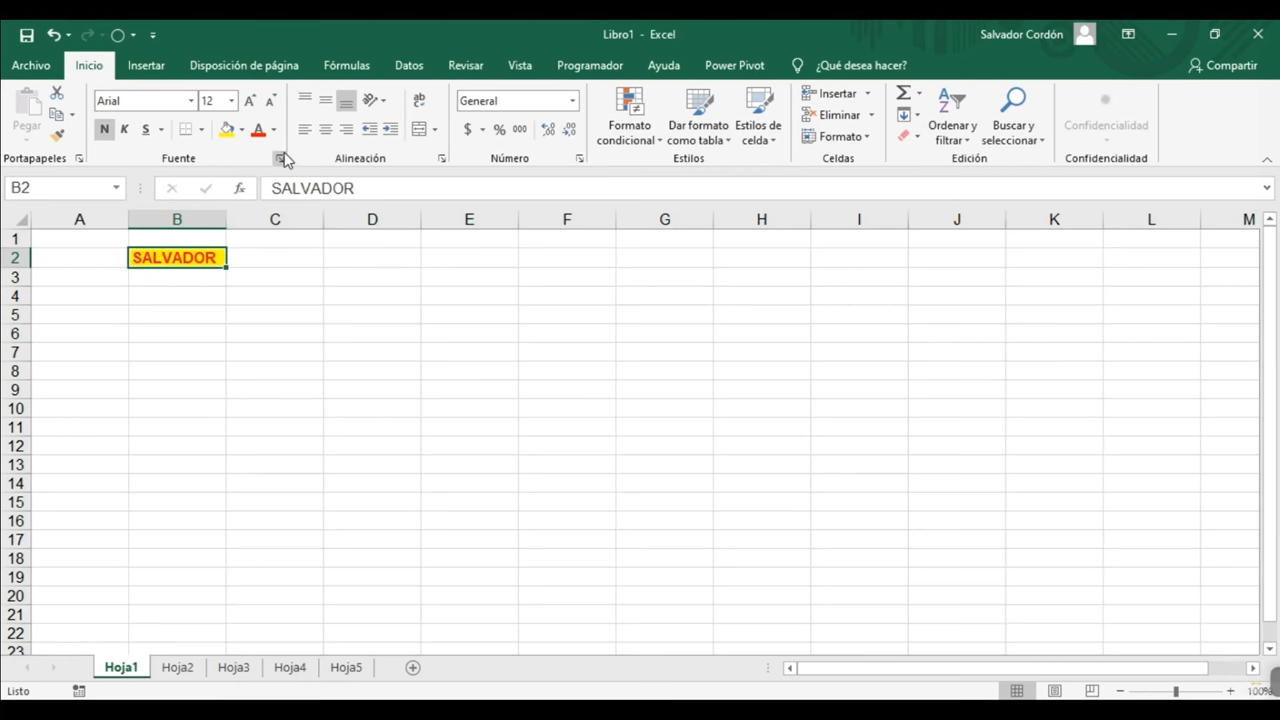 Libro1 - Excel
Salvador Cordón
Archivo Inicio Insertar Disposición de página Fórmulas Datos Revisar Vista Programador Ayuda Power Pivot ¿Qué desea hacer? Compartir
Pegar
Arial 12
N K S
General
$ % 000
Formato condicional
Dar formato como tabla
Estilos de celda
Insertar
Eliminar
Formato
Ordenar y filtrar
Buscar y seleccionar
Confidencialidad
Portapapeles Fuente Alineación Número Estilos Celdas Edición Confidencialidad
B2 fx SALVADOR
A B C D E F G H I J K L M
1
2 SALVADOR
3
4
5
6
7
8
9
10
11
12
13
14
15
16
17
18
19
20
21
22
23
Hoja1 Hoja2 Hoja3 Hoja4 Hoja5
Listo 100%